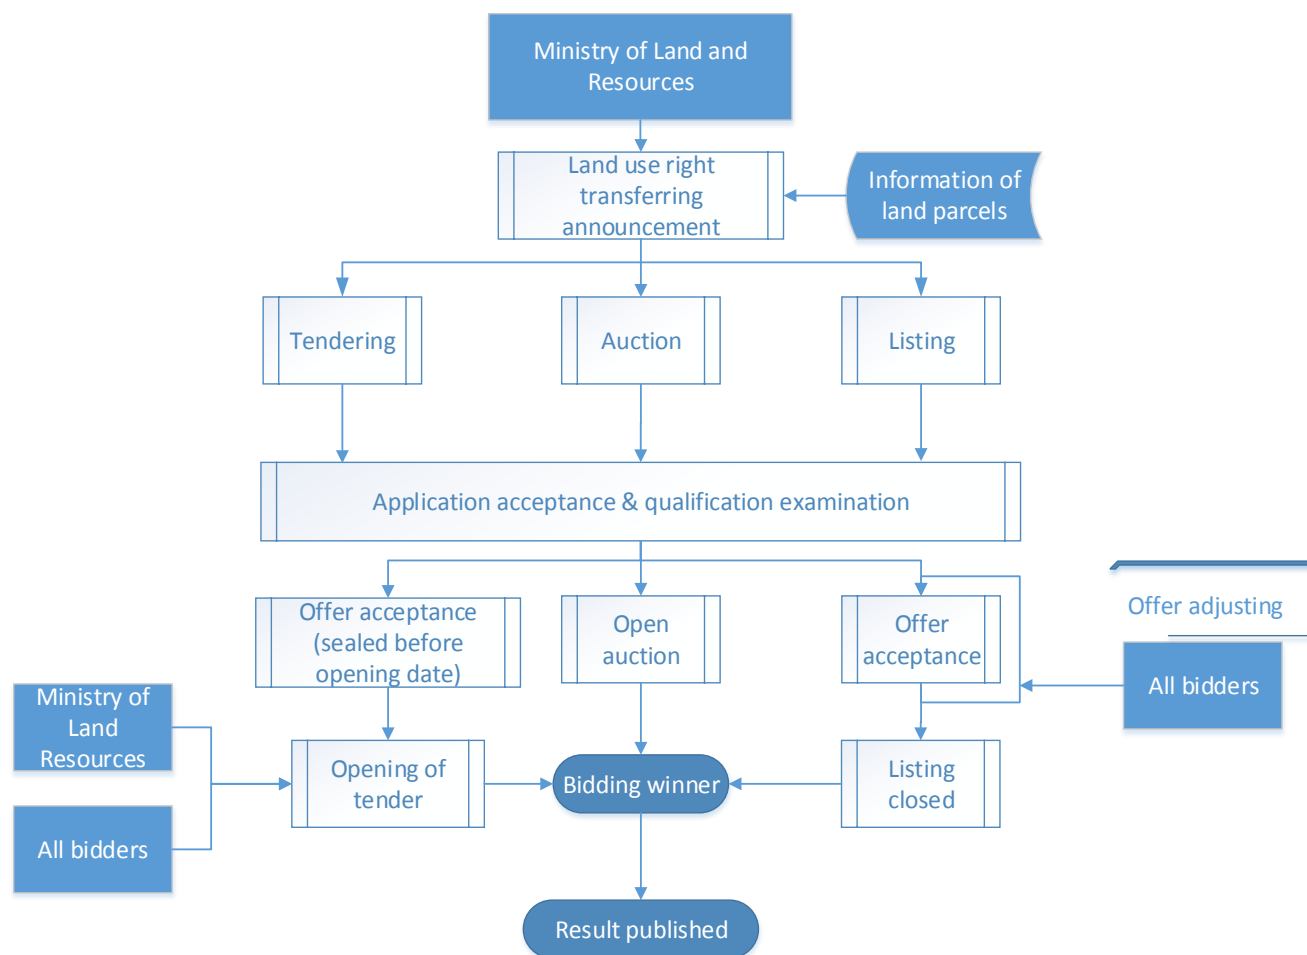 Ministry of Land and
Resources
Land use right
transferring
announcement
Information of
land parcels
Tendering
Auction
Listing
Application acceptance & qualification examination
Offer acceptance
(sealed before
opening date)
Open
auction
Offer
acceptance
Offer adjusting
All bidders
Ministry of
Land
Resources
All bidders
Opening of
tender
Bidding winner
Listing
closed
Result published